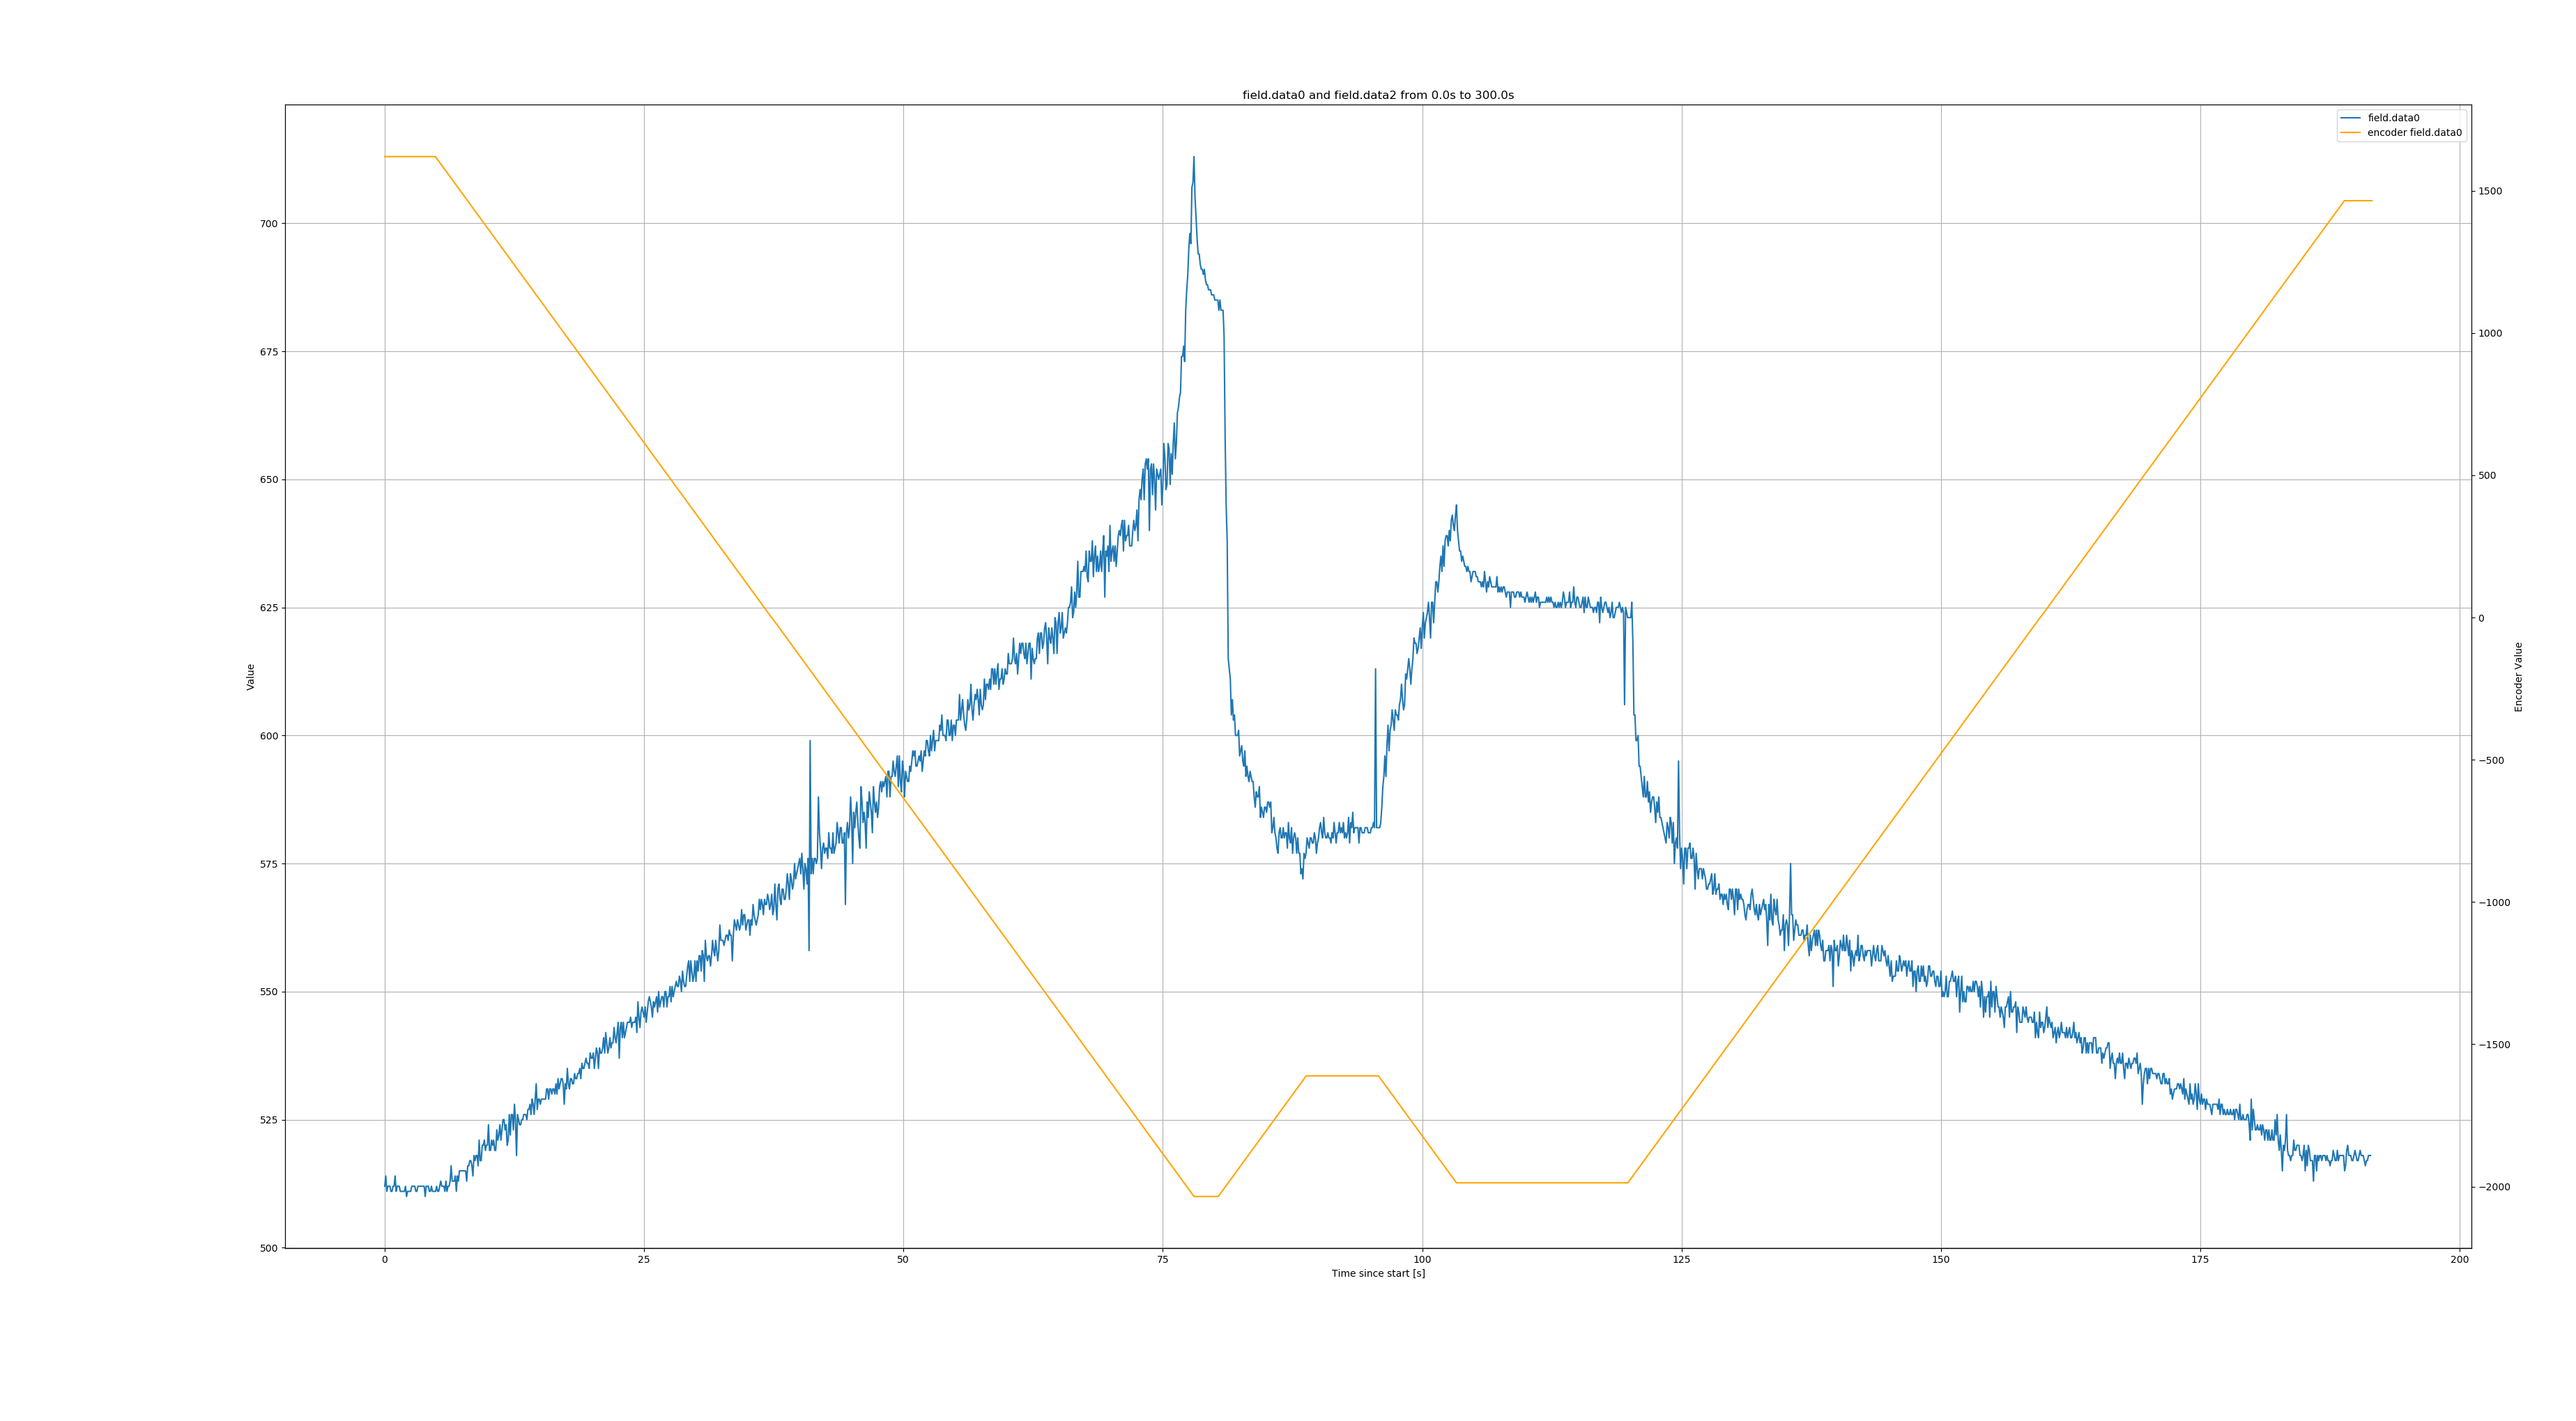 field.data0 and field.data2 from 0.0s to 300.0s
field.data0
encoder field.data0
700
675
650
625
600
575
550
525
500
Value
1500
1000
500
0
−500
−1000
−1500
−2000
Encoder Value
0 25 50 75 100 125 150 175 200
Time since start [s]